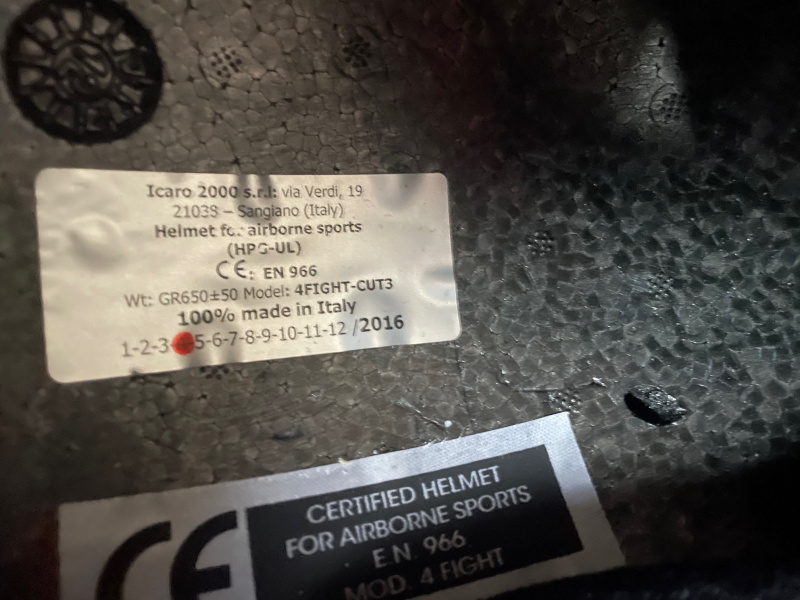 Icaro 2000 s.r.l: via Verdi, 19
21038 – Sangiano (Italy)
Helmet for airborne sports
(HPG-UL)
CE: EN 966
Wt: GR650±50 Model: 4FIGHT-CUT3
100% made in Italy
1-2-3- -5-6-7-8-9-10-11-12 /2016
CE
CERTIFIED HELMET
FOR AIRBORNE SPORTS
E.N. 966
MOD. 4 FIGHT